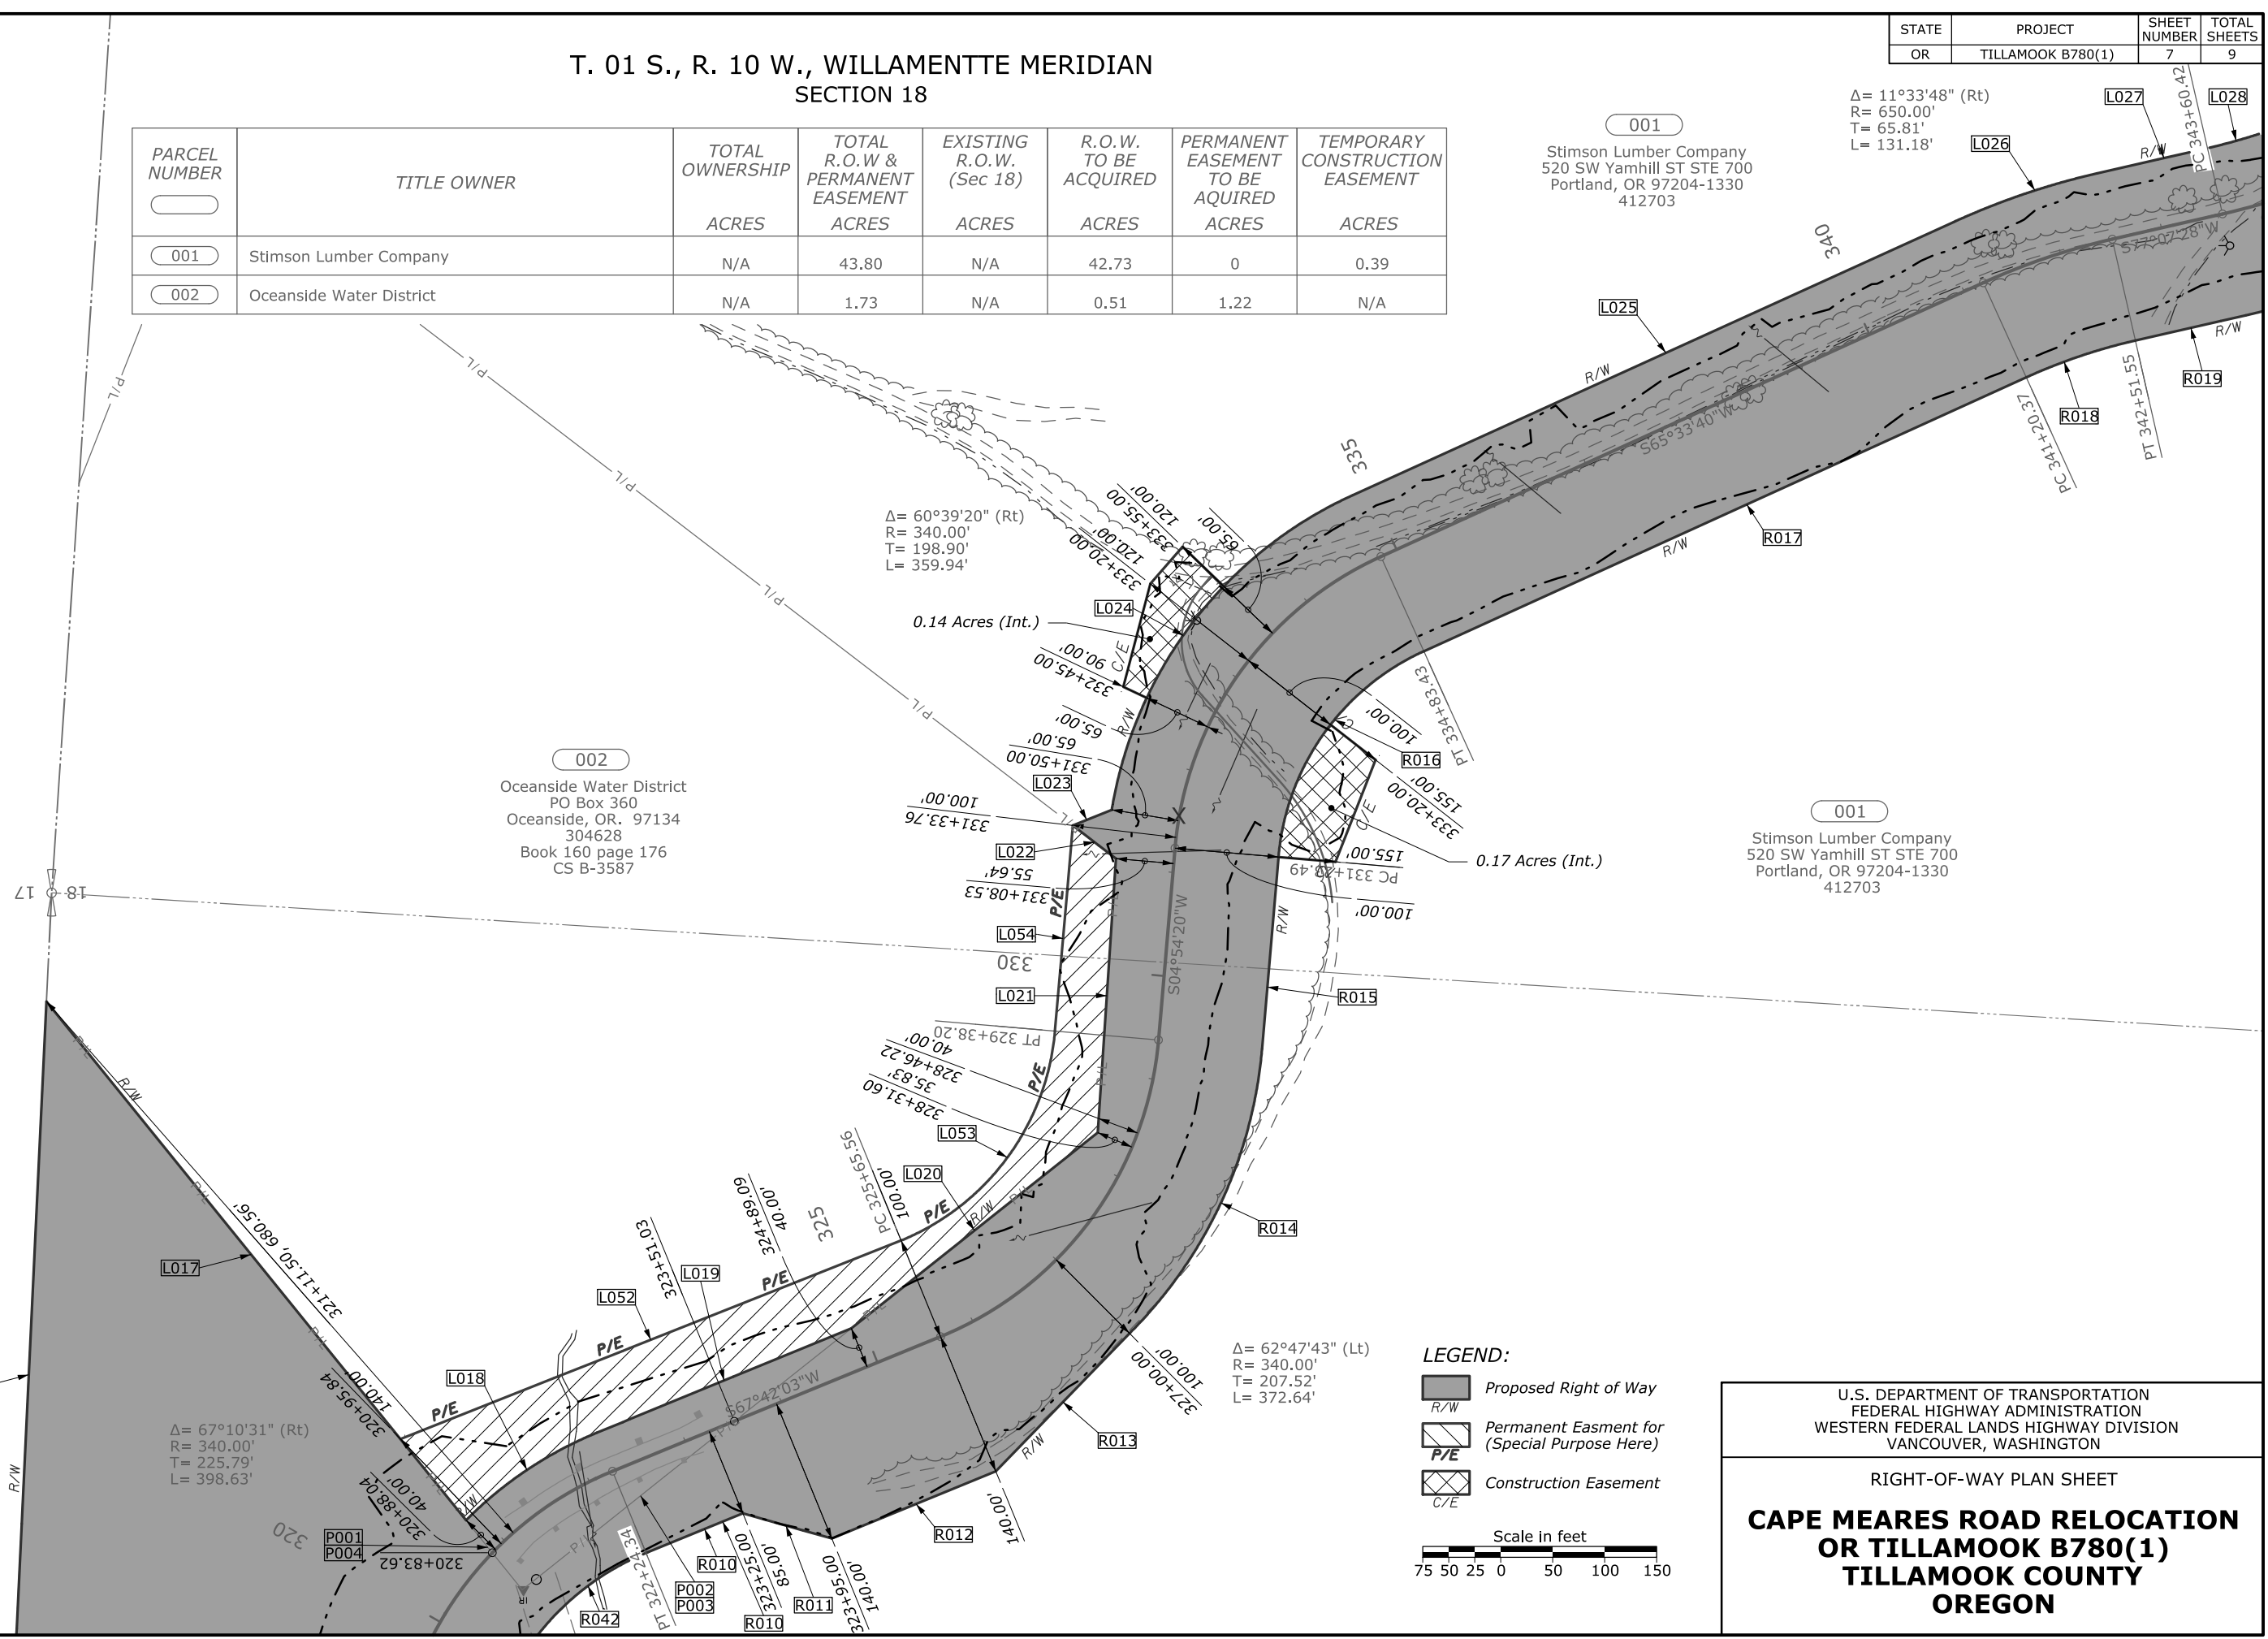 STATE PROJECT SHEET NUMBER TOTAL SHEETS
OR TILLAMOOK B780(1) 7 9
T. 01 S., R. 10 W., WILLAMENTTE MERIDIAN
SECTION 18
PARCEL NUMBER
TITLE OWNER
TOTAL OWNERSHIP ACRES
TOTAL R.O.W & PERMANENT EASEMENT ACRES
EXISTING R.O.W. (Sec 18) ACRES
R.O.W. TO BE ACQUIRED ACRES
PERMANENT EASEMENT TO BE AQUIRED ACRES
TEMPORARY CONSTRUCTION EASEMENT ACRES
001 Stimson Lumber Company N/A 43.80 N/A 42.73 0 0.39
002 Oceanside Water District N/A 1.73 N/A 0.51 1.22 N/A
001
Stimson Lumber Company
520 SW Yamhill ST STE 700
Portland, OR 97204-1330
412703
Δ= 11°33'48" (Rt)
R= 650.00'
T= 65.81'
L= 131.18'
L027
PC 343+60.42
L028
L026
R/W
340
S77°07'28"W
R/W
L025
R019
R018
PC 341+20.37
PT 342+51.55
R/W
S65°33'40"W
335
R017
R/W
P/L
P/L
P/L
P/L
P/L
Δ= 60°39'20" (Rt)
R= 340.00'
T= 198.90'
L= 359.94'
120.00'
333+55.00
65.00'
120.00'
333+20.00
L024
0.14 Acres (Int.)
C/E
90.00'
332+45.00
R/W
65.00'
65.00'
331+50.00
L023
100.00'
331+33.76
L022
55.64'
331+08.53
P/E
L054
330
L021
PT 329+38.20
S04°54'20"W
100.00'
R016
PT 334+83.43
155.00'
333+20.00
C/E
0.17 Acres (Int.)
155.00'
100.00'
R/W
R015
001
Stimson Lumber Company
520 SW Yamhill ST STE 700
Portland, OR 97204-1330
412703
002
Oceanside Water District
PO Box 360
Oceanside, OR. 97134
304628
Book 160 page 176
CS B-3587
17 18
40.00'
328+46.22
35.83'
328+31.60
P/E
L053
L020
PC 325+65.56
100.00'
P/E
R/W
R014
325
40.00'
324+89.09
323+51.03
L019
P/E
L052
P/E
L018
P/E
R/W
321+11.50, 680.56'
L017
140.00'
320+95.84
40.00'
320+88.04
P001
P004
320+83.62
320
R/W
Δ= 67°10'31" (Rt)
R= 340.00'
T= 225.79'
L= 398.63'
S67°42'03"W
PT 322+24.34
R042
P002
P003
R010
323+25.00
85.00'
R010
R011
323+95.00
140.00'
R012
140.00'
R/W
R013
327+00.00
100.00'
Δ= 62°47'43" (Lt)
R= 340.00'
T= 207.52'
L= 372.64'
LEGEND:
Proposed Right of Way
R/W
Permanent Easment for
(Special Purpose Here)
P/E
Construction Easement
C/E
Scale in feet
75 50 25 0 50 100 150
U.S. DEPARTMENT OF TRANSPORTATION
FEDERAL HIGHWAY ADMINISTRATION
WESTERN FEDERAL LANDS HIGHWAY DIVISION
VANCOUVER, WASHINGTON
RIGHT-OF-WAY PLAN SHEET
CAPE MEARES ROAD RELOCATION
OR TILLAMOOK B780(1)
TILLAMOOK COUNTY
OREGON